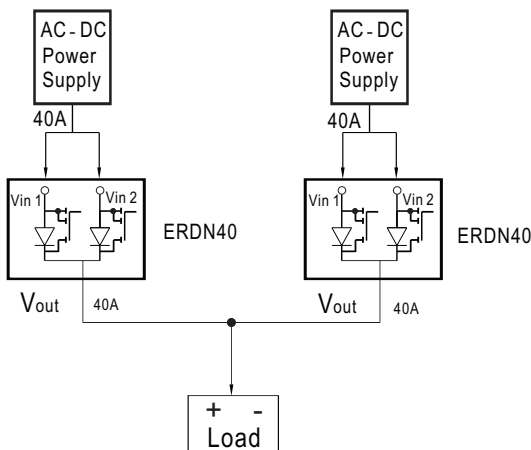 AC - DC
Power
Supply
40A
Vin 1
Vin 2
ERDN40
Vout
40A
AC - DC
Power
Supply
40A
Vin 1
Vin 2
ERDN40
Vout
40A
+ -
Load